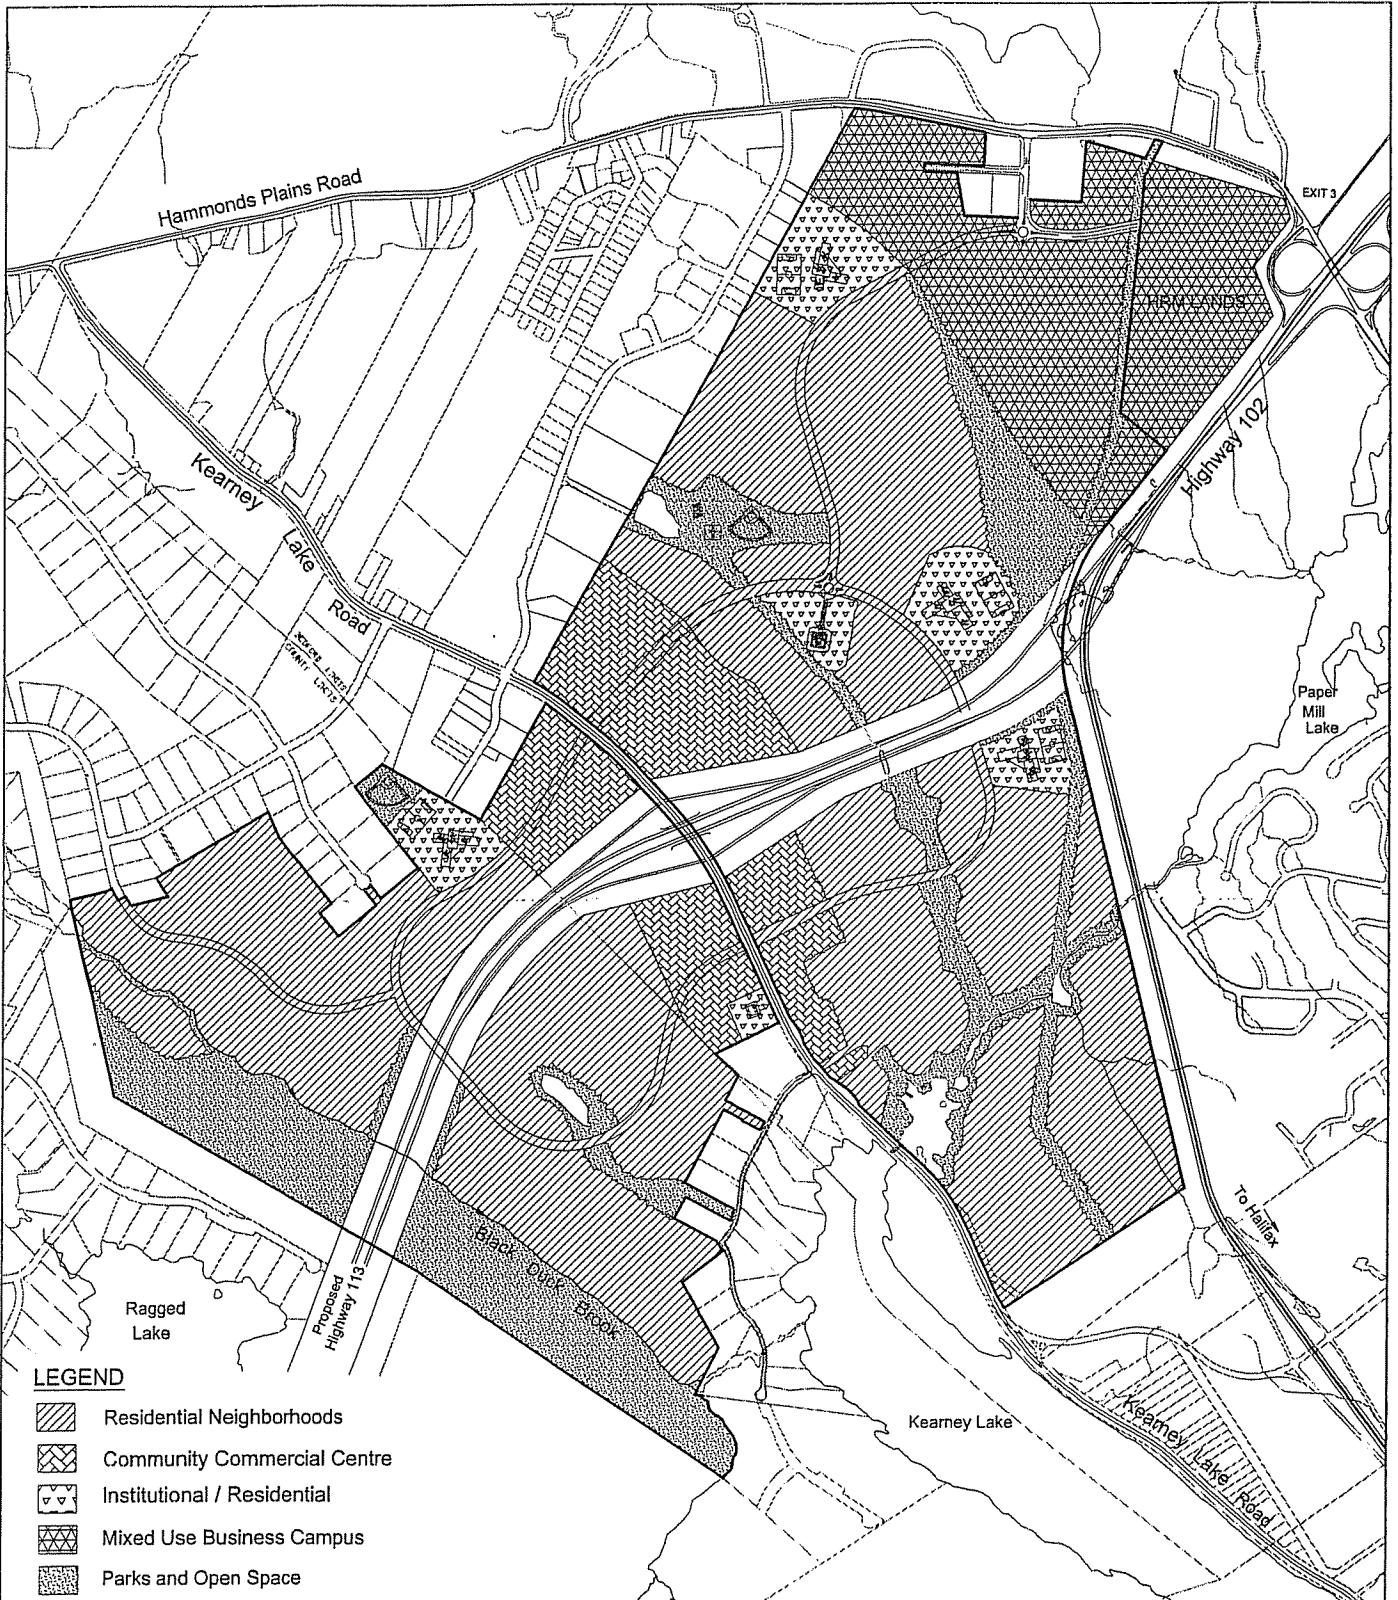 Hammonds Plains Road
EXIT 3
HRM LANDS
Highway 102
Kearney
Lake
Road
Paper
Mill
Lake
To Halifax
Black Duck Brook
Proposed
Highway 113
Ragged
Lake
Kearney Lake
Kearney Lake Road
LEGEND
Residential Neighborhoods
Community Commercial Centre
Institutional / Residential
Mixed Use Business Campus
Parks and Open Space